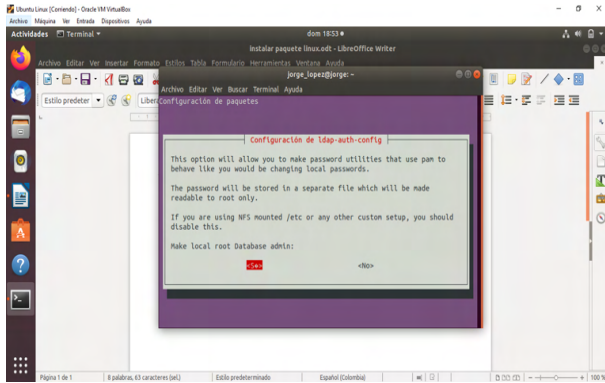 Ubuntu Linux [Corriendo] - Oracle VM VirtualBox
Archivo Máquina Ver Entrada Dispositivos Ayuda
Actividades Terminal dom 18:53
instalar paquete linux.odt - LibreOffice Writer
Archivo Editar Ver Insertar Formato Estilos Tabla Formulario Herramientas Ventana Ayuda
jorge_lopez@jorge: ~
Archivo Editar Ver Buscar Terminal Ayuda
Estilo predeter Liber
Configuración de paquetes
Configuración de ldap-auth-config
This option will allow you to make password utilities that use pam to
behave like you would be changing local passwords.
The password will be stored in a separate file which will be made
readable to root only.
If you are using NFS mounted /etc or any other custom setup, you should
disable this.
Make local root Database admin:
<Sí> <No>
Página 1 de 1 8 palabras, 63 caracteres (sel.) Estilo predeterminado Español (Colombia) 100 %